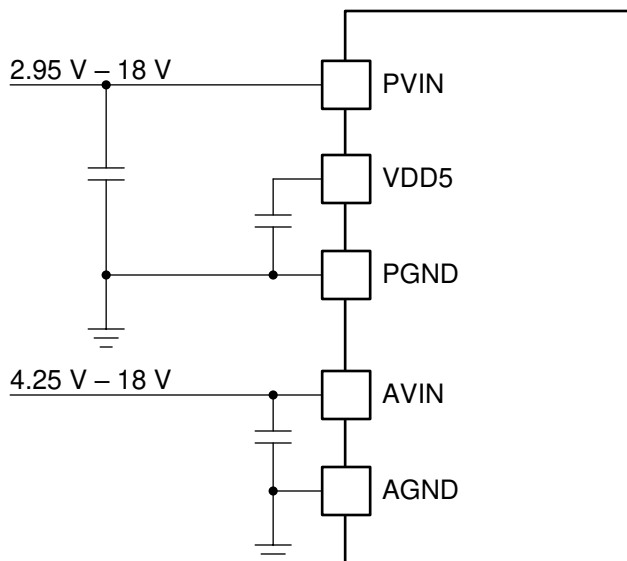 2.95 V – 18 V
PVIN
VDD5
PGND
4.25 V – 18 V
AVIN
AGND